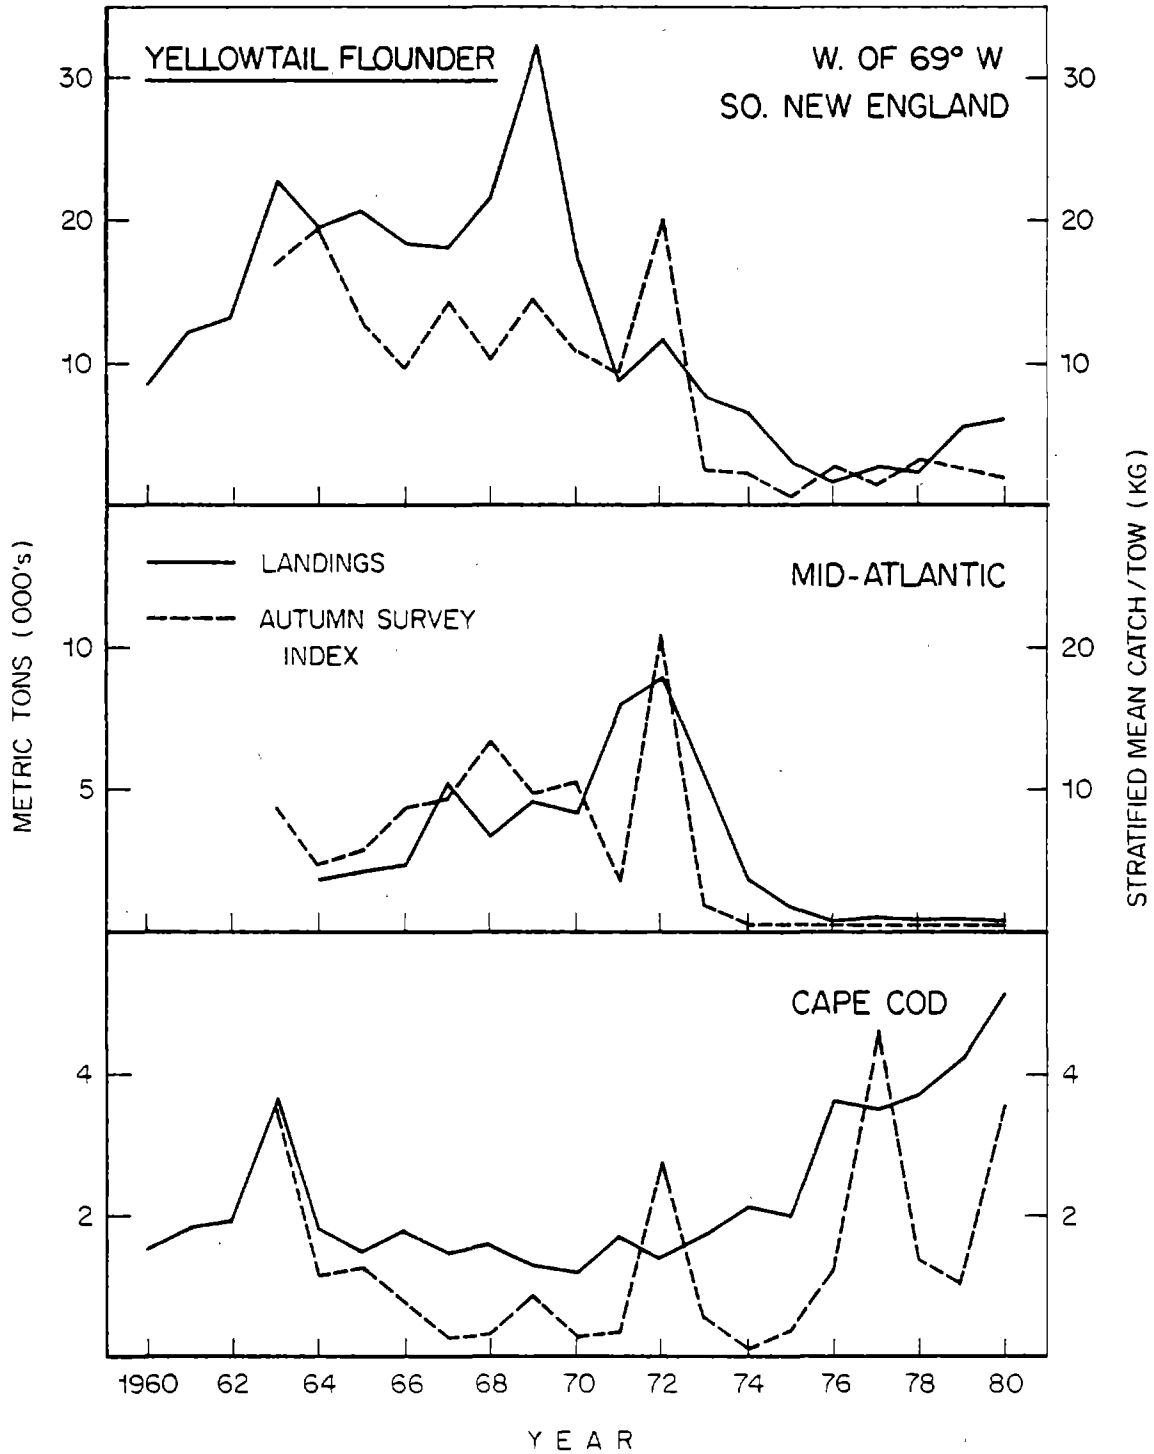 YELLOWTAIL FLOUNDER
W. OF 69° W
SO. NEW ENGLAND
30
30
20
20
10
10
LANDINGS
AUTUMN SURVEY
INDEX
MID-ATLANTIC
10
20
5
10
CAPE COD
4
4
2
2
1960 62 64 66 68 70 72 74 76 78 80
YEAR
METRIC TONS (000's)
STRATIFIED MEAN CATCH/TOW (KG)